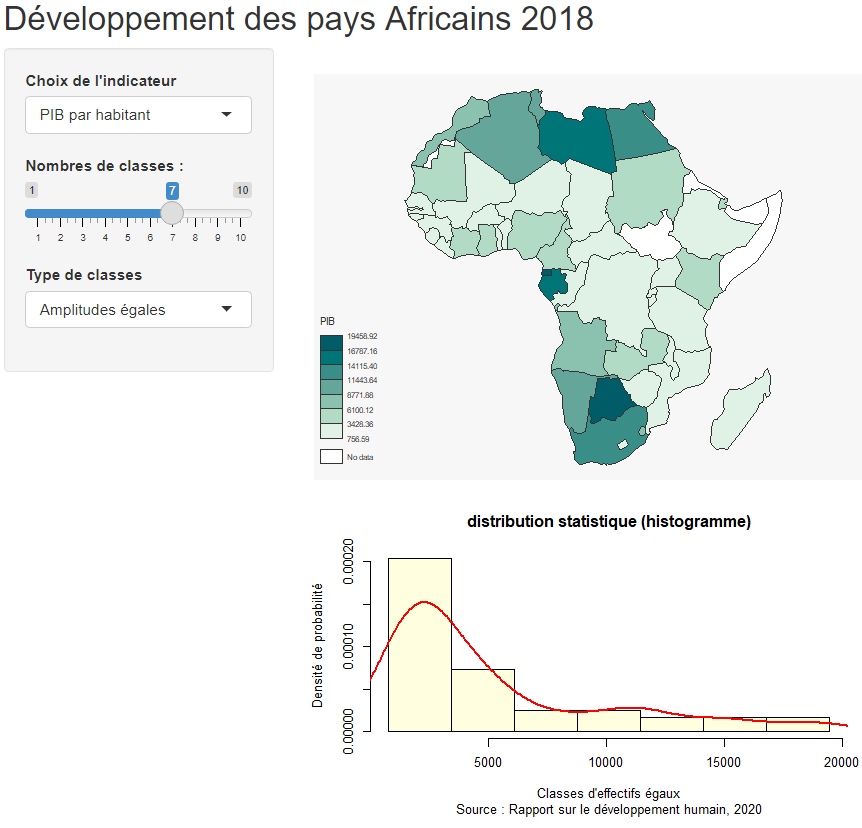 Développement des pays Africains 2018
Choix de l'indicateur
PIB par habitant
Nombres de classes :
1 7 10
1 2 3 4 5 6 7 8 9 10
Type de classes
Amplitudes égales
PIB
19458.92
16787.16
14115.40
11443.64
8771.88
6100.12
3428.36
756.59
No data
distribution statistique (histogramme)
Densité de probabilité
0.00020
0.00010
0.00000
5000 10000 15000 20000
Classes d'effectifs égaux
Source : Rapport sur le développement humain, 2020